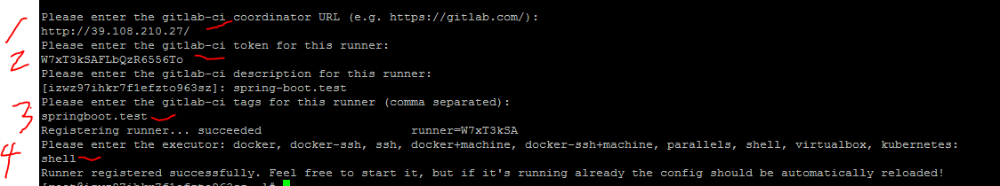 Please enter the gitlab-ci coordinator URL (e.g. https://gitlab.com/):
1
http://39.108.210.27/
Please enter the gitlab-ci token for this runner:
2
W7xT3kSAFLbQzR6556To
Please enter the gitlab-ci description for this runner:
[izwz97ihkr7f1efzto963sz]: spring-boot.test
Please enter the gitlab-ci tags for this runner (comma separated):
3
springboot.test
Registering runner... succeeded                     runner=W7xT3kSA
Please enter the executor: docker, docker-ssh, ssh, docker+machine, docker-ssh+machine, parallels, shell, virtualbox, kubernetes:
4
shell
Runner registered successfully. Feel free to start it, but if it's running already the config should be automatically reloaded!